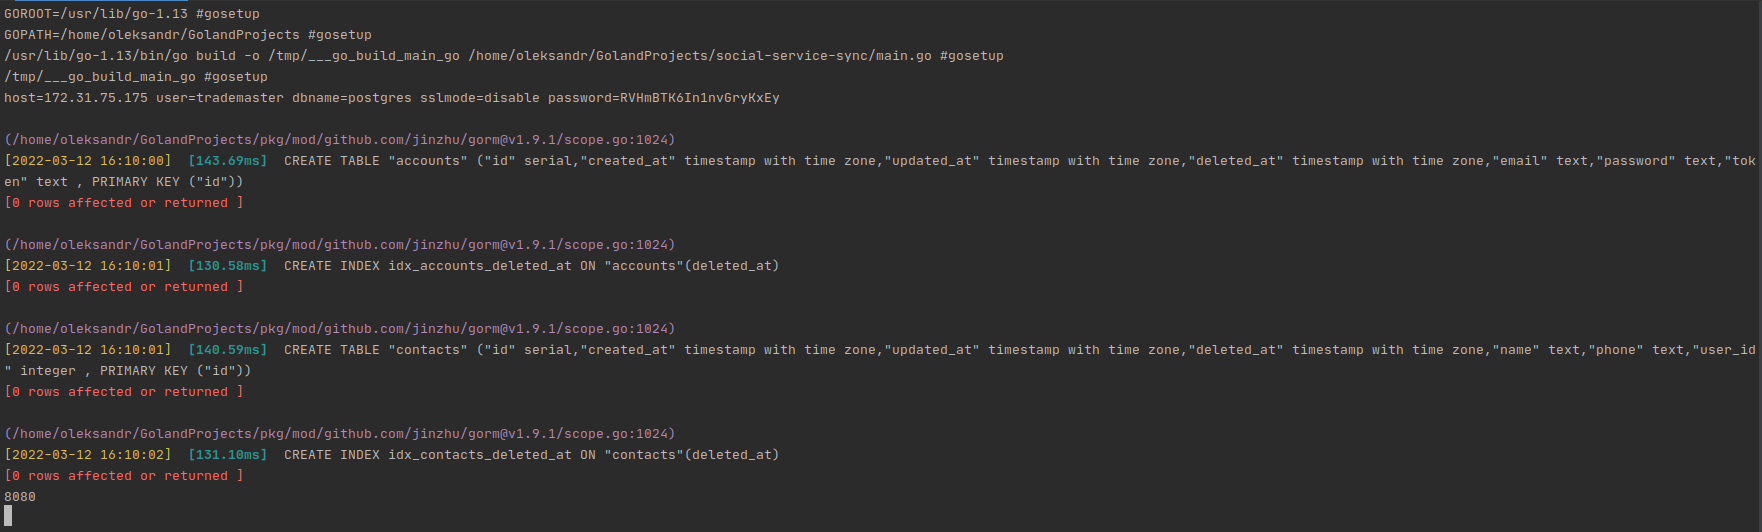 GOROOT=/usr/lib/go-1.13 #gosetup
GOPATH=/home/oleksandr/GolandProjects #gosetup
/usr/lib/go-1.13/bin/go build -o /tmp/___go_build_main_go /home/oleksandr/GolandProjects/social-service-sync/main.go #gosetup
/tmp/___go_build_main_go #gosetup
host=172.31.75.175 user=trademaster dbname=postgres sslmode=disable password=RVHmBTK6In1nvGryKxEy
(/home/oleksandr/GolandProjects/pkg/mod/github.com/jinzhu/gorm@v1.9.1/scope.go:1024)
[2022-03-12 16:10:00]  [143.69ms]  CREATE TABLE "accounts" ("id" serial,"created_at" timestamp with time zone,"updated_at" timestamp with time zone,"deleted_at" timestamp with time zone,"email" text,"password" text,"tok
en" text , PRIMARY KEY ("id"))
[0 rows affected or returned ]
(/home/oleksandr/GolandProjects/pkg/mod/github.com/jinzhu/gorm@v1.9.1/scope.go:1024)
[2022-03-12 16:10:01]  [130.58ms]  CREATE INDEX idx_accounts_deleted_at ON "accounts"(deleted_at)
[0 rows affected or returned ]
(/home/oleksandr/GolandProjects/pkg/mod/github.com/jinzhu/gorm@v1.9.1/scope.go:1024)
[2022-03-12 16:10:01]  [140.59ms]  CREATE TABLE "contacts" ("id" serial,"created_at" timestamp with time zone,"updated_at" timestamp with time zone,"deleted_at" timestamp with time zone,"name" text,"phone" text,"user_id
" integer , PRIMARY KEY ("id"))
[0 rows affected or returned ]
(/home/oleksandr/GolandProjects/pkg/mod/github.com/jinzhu/gorm@v1.9.1/scope.go:1024)
[2022-03-12 16:10:02]  [131.10ms]  CREATE INDEX idx_contacts_deleted_at ON "contacts"(deleted_at)
[0 rows affected or returned ]
8080